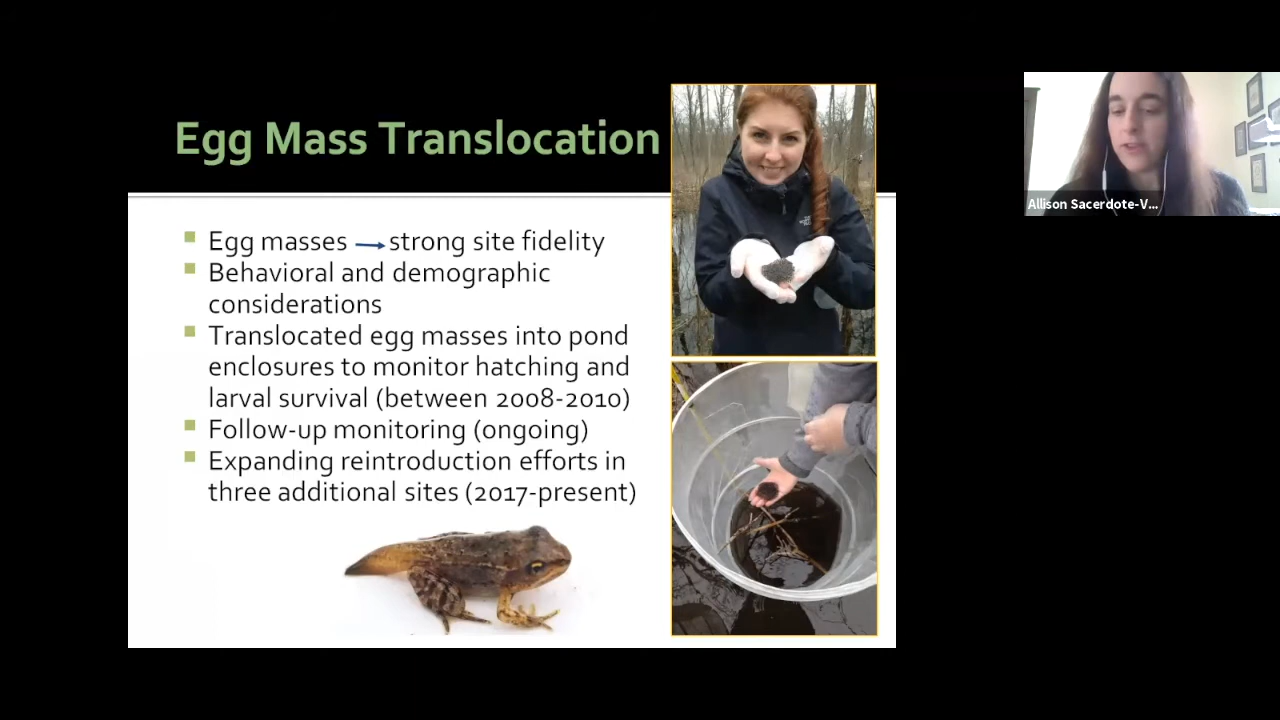 Egg Mass Translocation
Allison Sacerdote-V...
Egg masses → strong site fidelity
Behavioral and demographic
considerations
Translocated egg masses into pond
enclosures to monitor hatching and
larval survival (between 2008-2010)
Follow-up monitoring (ongoing)
Expanding reintroduction efforts in
three additional sites (2017-present)